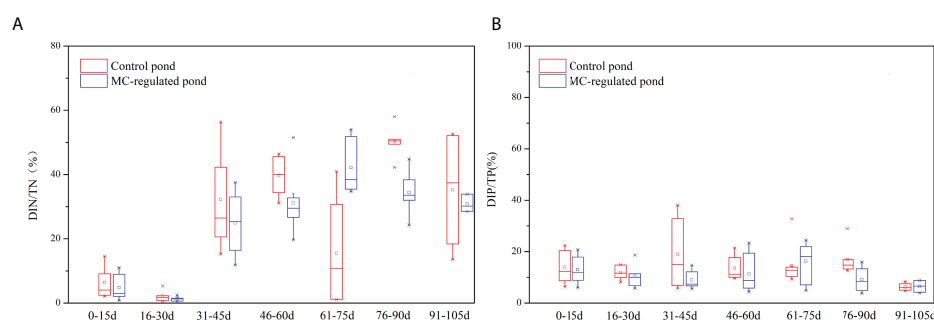 A
B
80
60
40
20
0
DIN/TN (%)
Control pond
MC-regulated pond
0-15d 16-30d 31-45d 46-60d 61-75d 76-90d 91-105d
100
80
60
40
20
0
DIP/TP(%)
Control pond
MC-regulated pond
0-15d 16-30d 31-45d 46-60d 61-75d 76-90d 91-105d